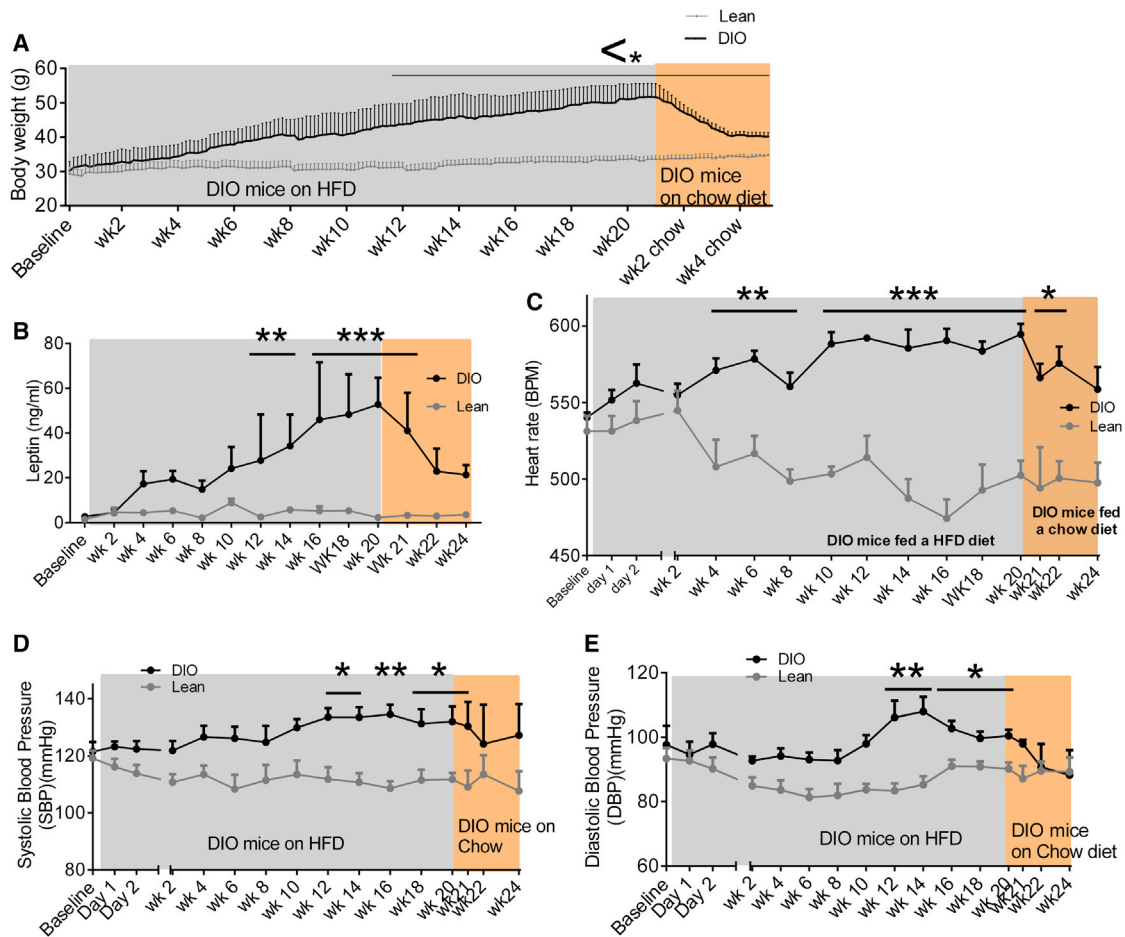 Lean
DIO
A
<*
Body weight (g)
60
50
40
30
20
DIO mice on HFD
DIO mice
on chow diet
Baseline
wk2
wk4
wk6
wk8
wk10
wk12
wk14
wk16
wk18
wk20
wk2 chow
wk4 chow
B
**
***
Leptin (ng/ml)
80
60
40
20
0
DIO
Lean
Baseline
wk 2
wk 4
wk 6
wk 8
wk 10
wk 12
wk 14
wk 16
WK18
wk 20
Wk 21
wk22
wk24
C
**
***
*
Heart rate (BPM)
600
550
500
450
DIO
Lean
DIO mice fed a HFD diet
DIO mice fed
a chow diet
Baseline
day 1
day 2
wk 2
wk 4
wk 6
wk 8
wk 10
wk 12
wk 14
wk 16
WK18
wk 20
wk21
wk22
wk24
D
DIO
Lean
*
**
*
Systolic Blood Pressure
(SBP)(mmHg)
140
120
100
80
DIO mice on HFD
DIO mice on
Chow
Baseline
Day 1
Day 2
wk 2
wk 4
wk 6
wk 8
wk 10
wk 12
wk 14
wk 16
wk18
wk 20
wk21
wk22
wk24
E
DIO
Lean
**
*
Diastolic Blood Pressure
(DBP)(mmHg)
120
100
80
60
DIO mice on HFD
DIO mice
on Chow diet
Baseline
Day 1
Day 2
wk 2
wk 4
wk 6
wk 8
wk 10
wk 12
wk 14
wk 16
wk 18
wk 20
wk21
wk22
wk24